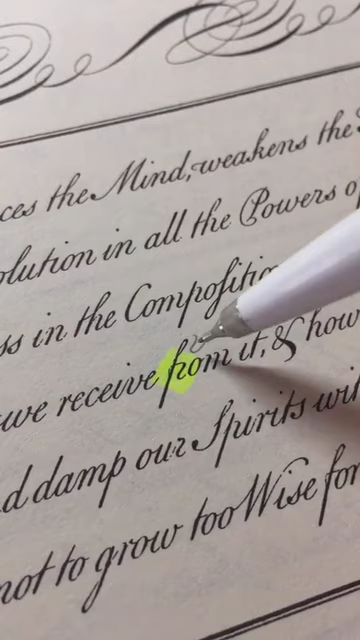 ces the Mind, weakens the
olution in all the Powers o
ss in the Compoſitio
we receive from it, & how
d damp our Spirits wi
not to grow too Wise for